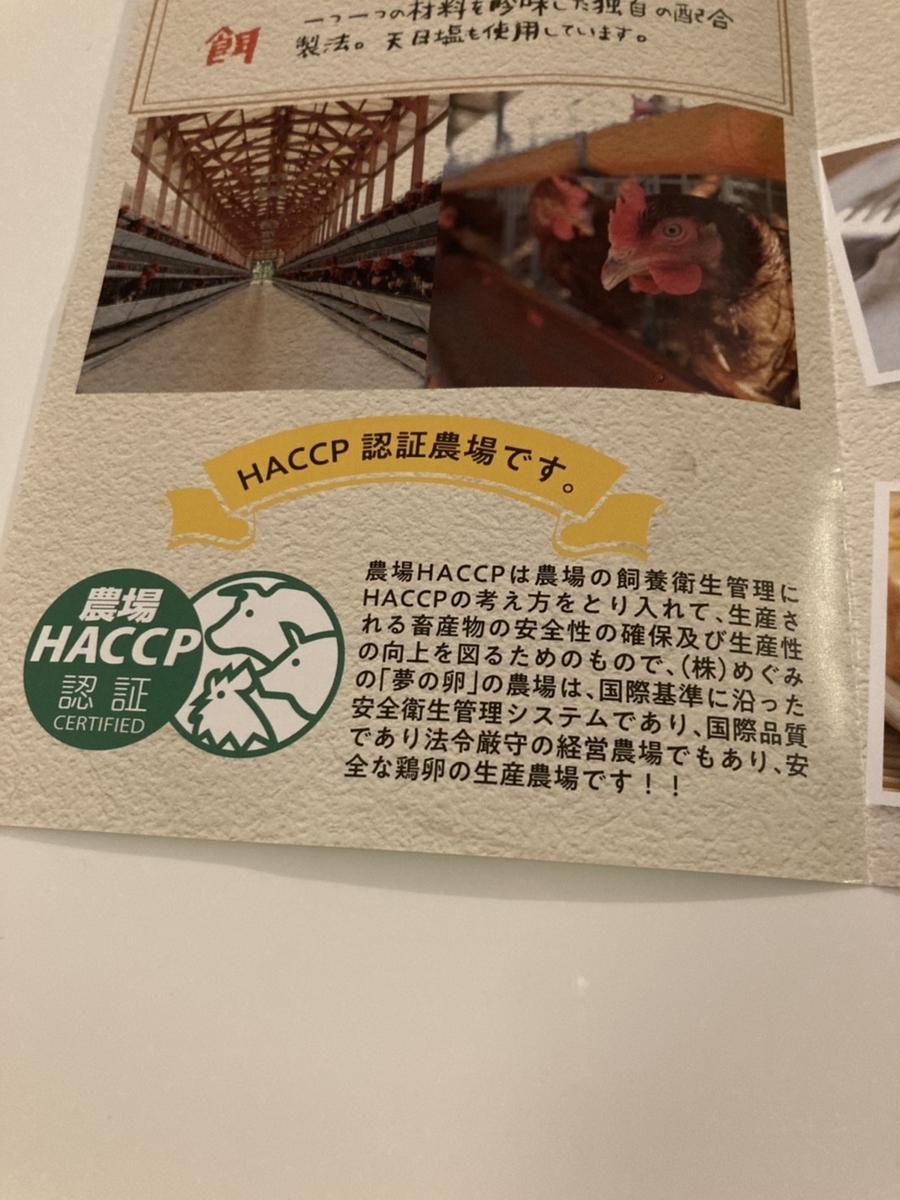 餌
一つ一つの材料を吟味した独自の配合
製法。天日塩も使用しています。
HACCP 認証農場です。
農場
HACCP
認証
CERTIFIED
農場HACCPは農場の飼養衛生管理に
HACCPの考え方をとり入れて、生産さ
れる畜産物の安全性の確保及び生産性
の向上を図るためのもので、(株)めぐみ
の「夢の卵」の農場は、国際基準に沿った
安全衛生管理システムであり、国際品質
であり法令厳守の経営農場でもあり、安
全な鶏卵の生産農場です！！